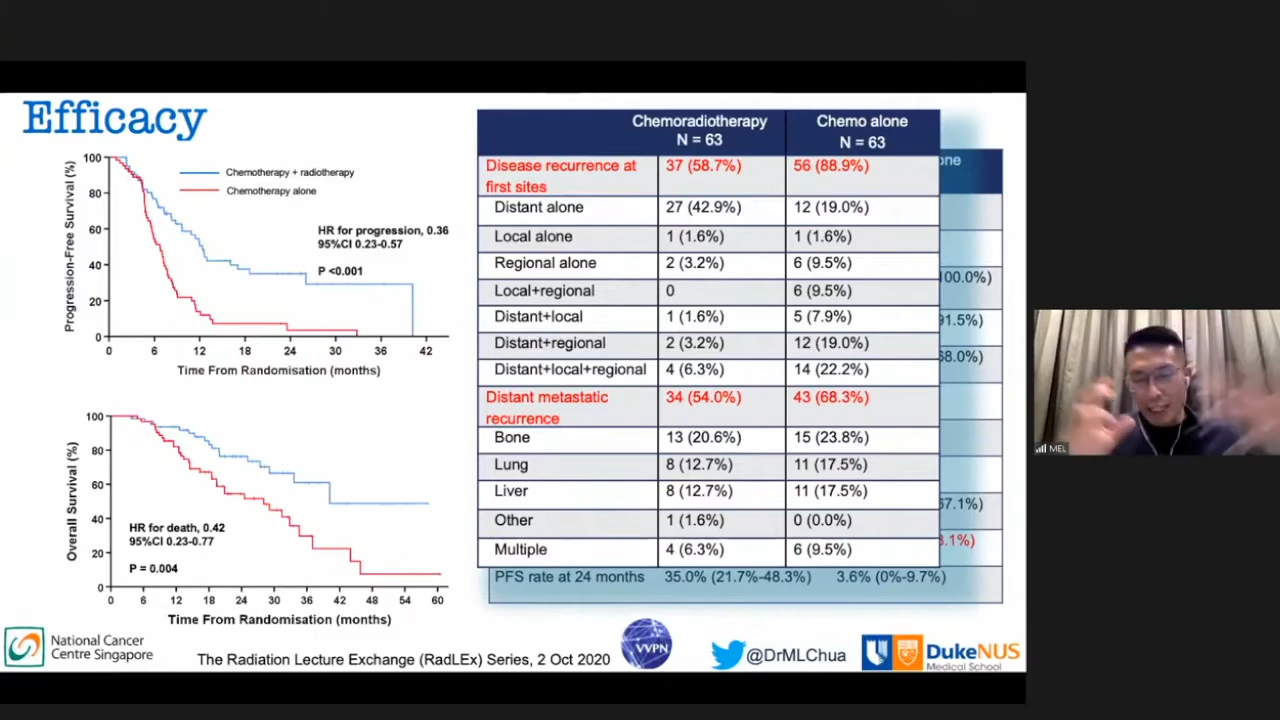 Efficacy
100
80
60
40
20
0
Progression-Free Survival (%)
Chemotherapy + radiotherapy
Chemotherapy alone
HR for progression, 0.36
95%CI 0.23-0.57
P <0.001
0 6 12 18 24 30 36 42
Time From Randomisation (months)
100
80
60
40
20
0
Overall Survival (%)
HR for death, 0.42
95%CI 0.23-0.77
P = 0.004
0 6 12 18 24 30 36 42 48 54 60
Time From Randomisation (months)
Chemoradiotherapy Chemo alone
N = 63 N = 63
Disease recurrence at 37 (58.7%) 56 (88.9%)
first sites
Distant alone 27 (42.9%) 12 (19.0%)
Local alone 1 (1.6%) 1 (1.6%)
Regional alone 2 (3.2%) 6 (9.5%)
Local+regional 0 6 (9.5%)
Distant+local 1 (1.6%) 5 (7.9%)
Distant+regional 2 (3.2%) 12 (19.0%)
Distant+local+regional 4 (6.3%) 14 (22.2%)
Distant metastatic 34 (54.0%) 43 (68.3%)
recurrence
Bone 13 (20.6%) 15 (23.8%)
Lung 8 (12.7%) 11 (17.5%)
Liver 8 (12.7%) 11 (17.5%)
Other 1 (1.6%) 0 (0.0%)
Multiple 4 (6.3%) 6 (9.5%)
one
00.0%)
91.5%)
8.0%)
67.1%)
.1%)
PFS rate at 24 months 35.0% (21.7%-48.3%) 3.6% (0%-9.7%)
MEL
National Cancer
Centre Singapore
The Radiation Lecture Exchange (RadLEx) Series, 2 Oct 2020
VVPN
@DrMLChua
DukeNUS
Medical School